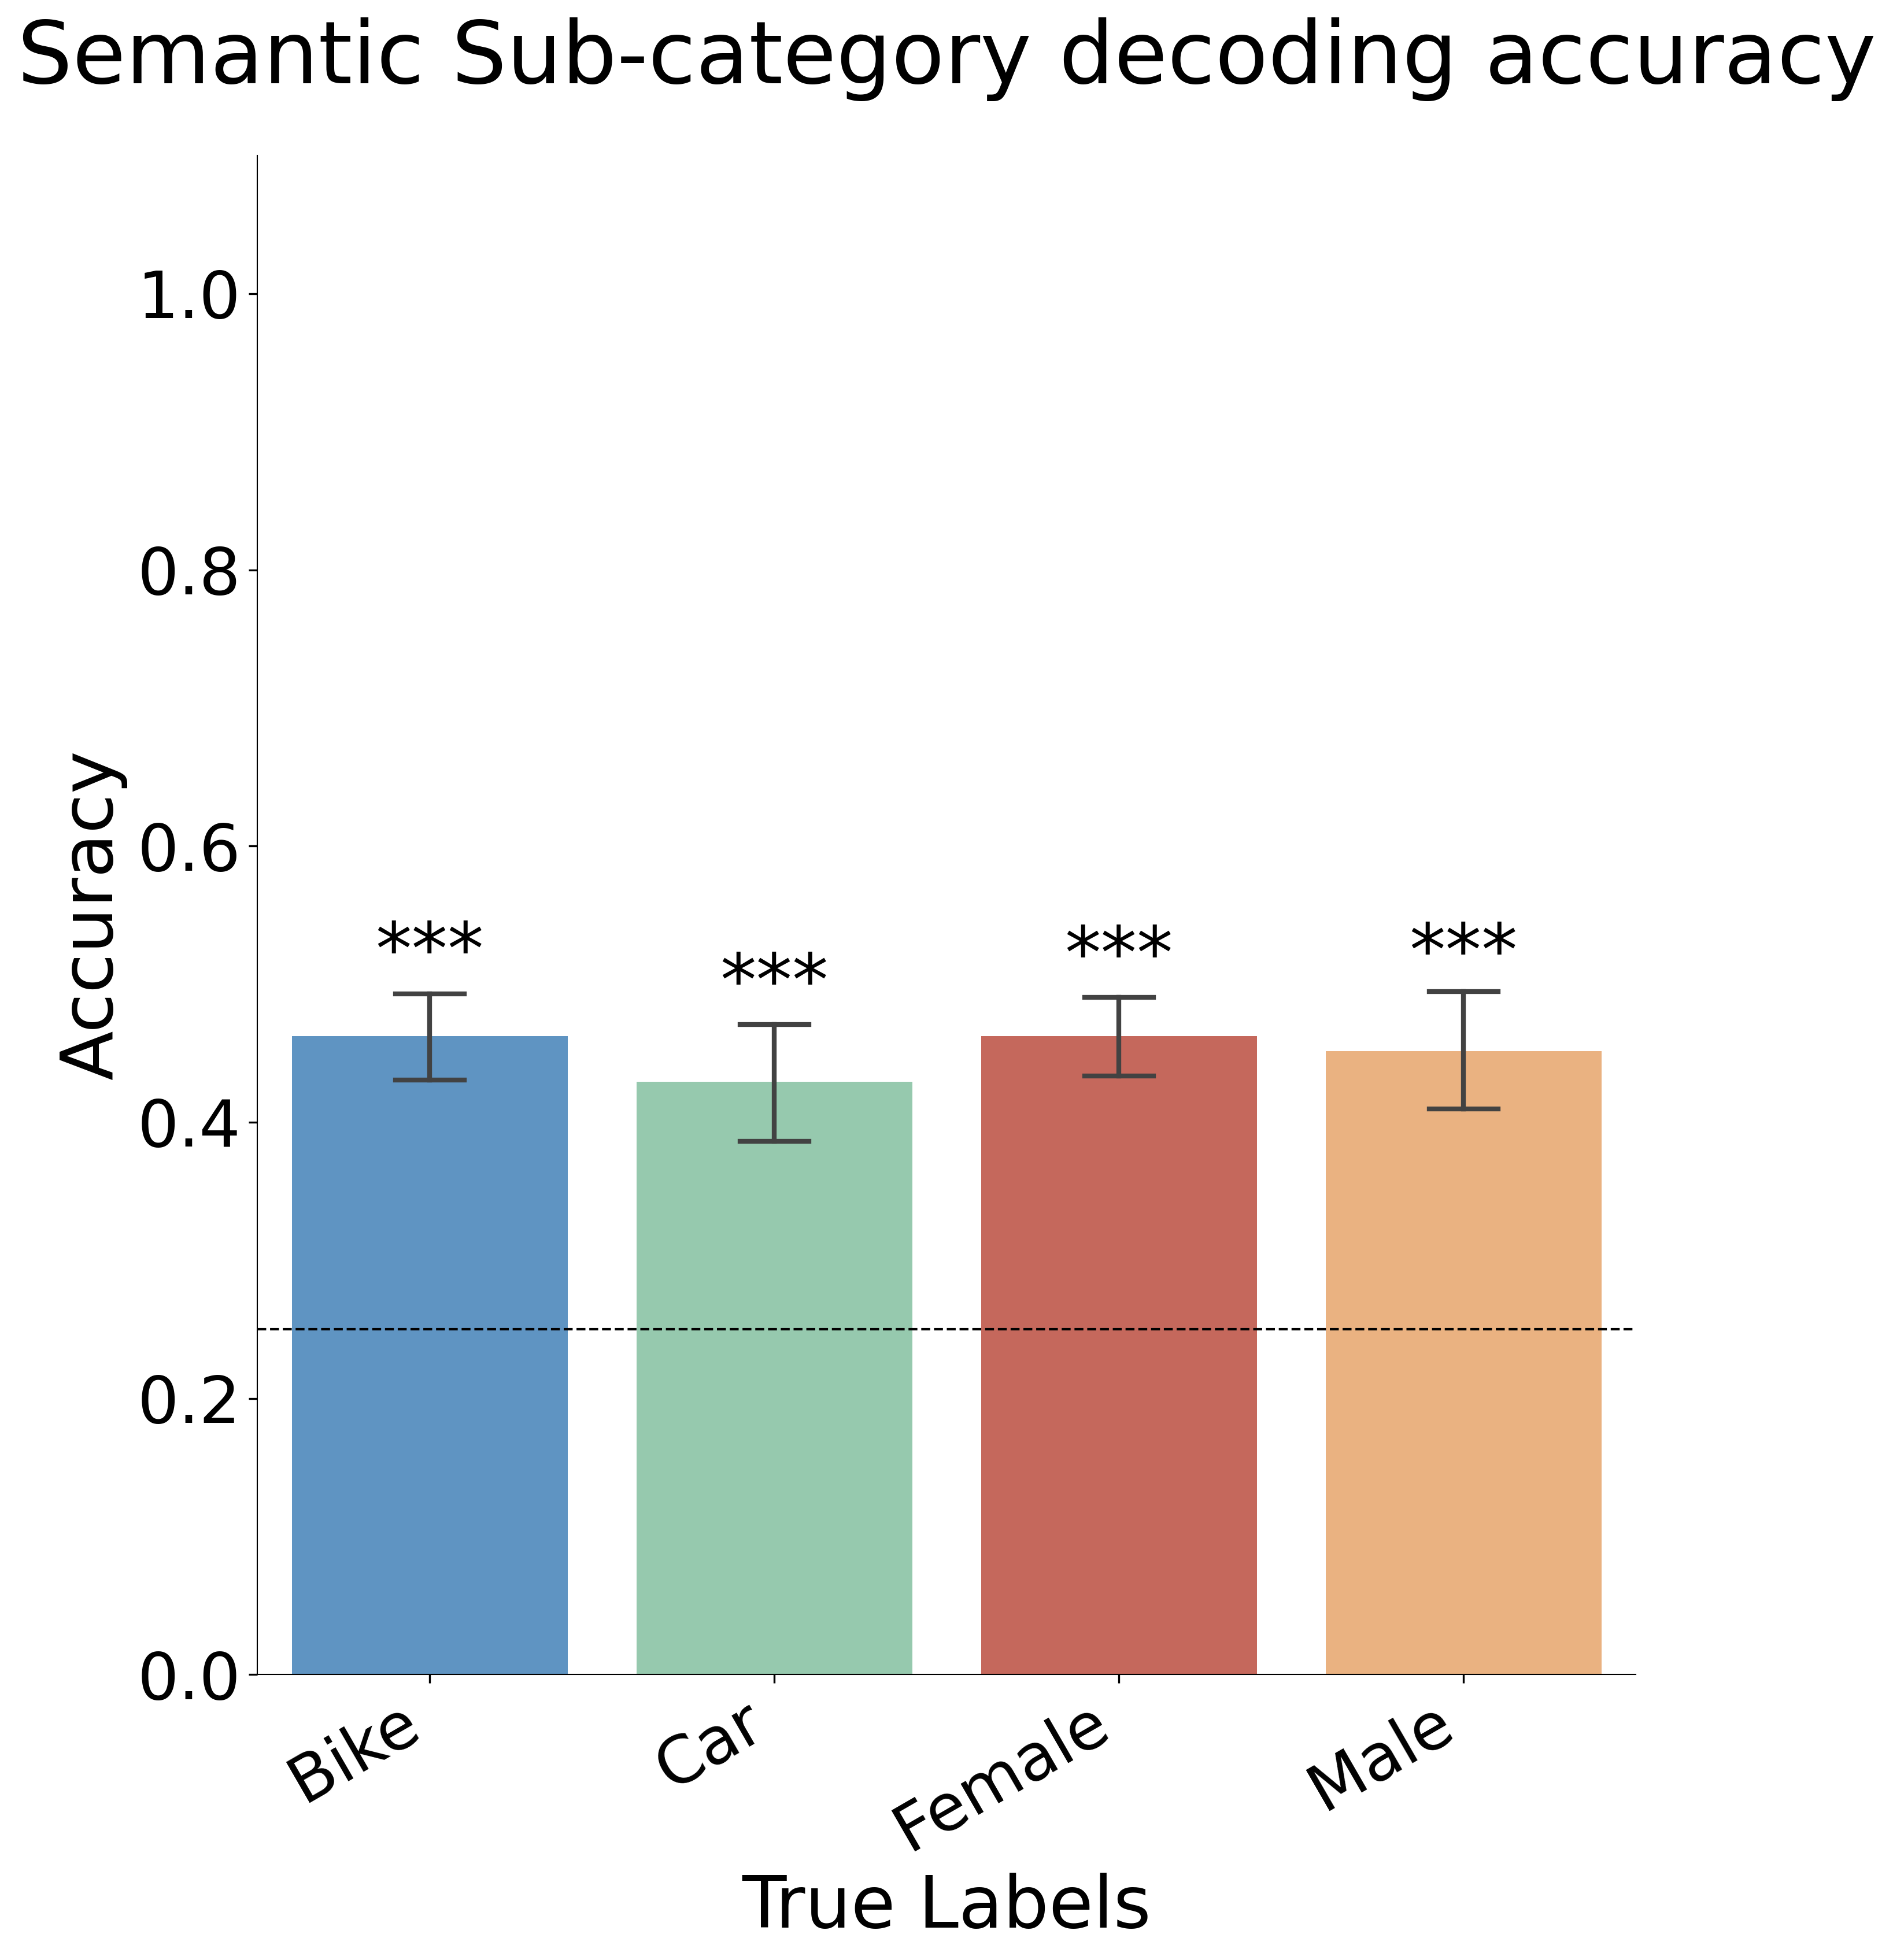 Semantic Sub-category decoding accuracy
Accuracy
1.0
0.8
0.6
0.4
0.2
0.0
***
***
***
***
Bike
Car
Female
Male
True Labels